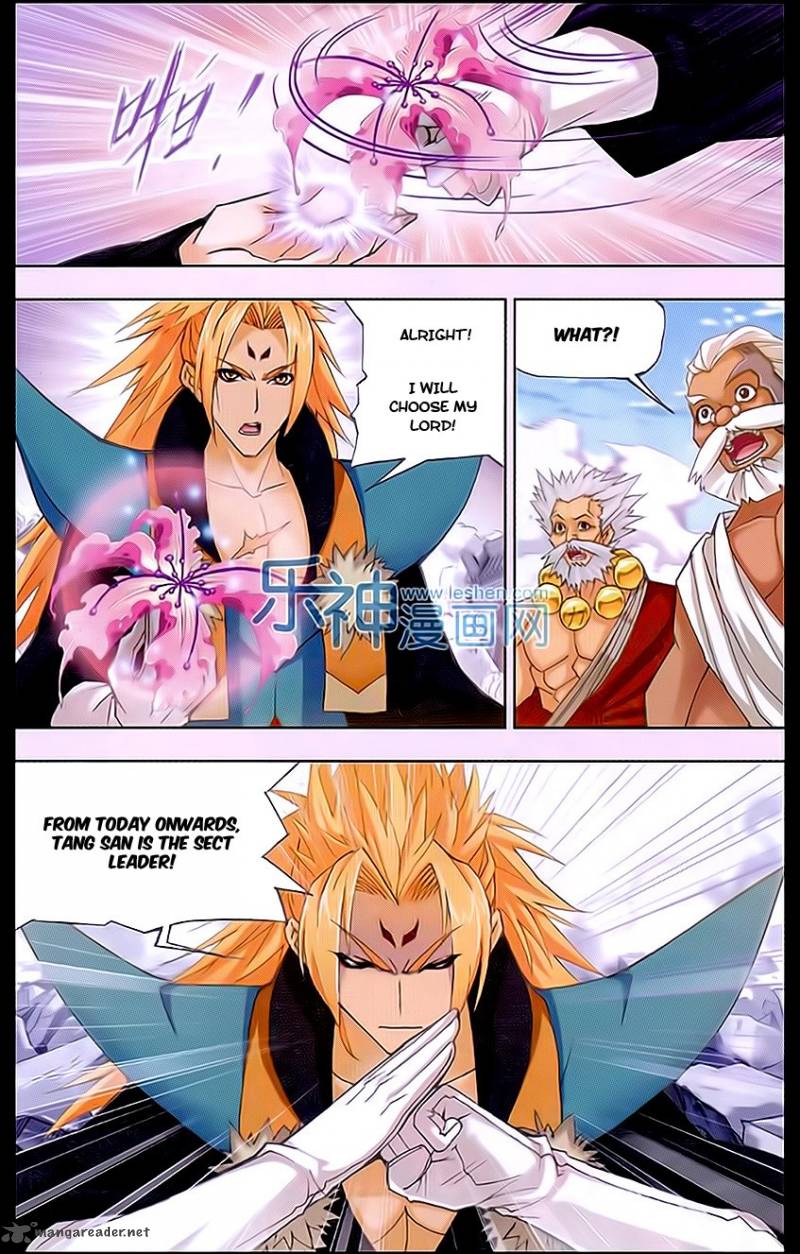 啪!
ALRIGHT!
I WILL
CHOOSE MY
LORD!
WHAT?!
乐神漫画网
www.leshen.com
FROM TODAY ONWARDS,
TANG SAN IS THE SECT
LEADER!
mangareader.net